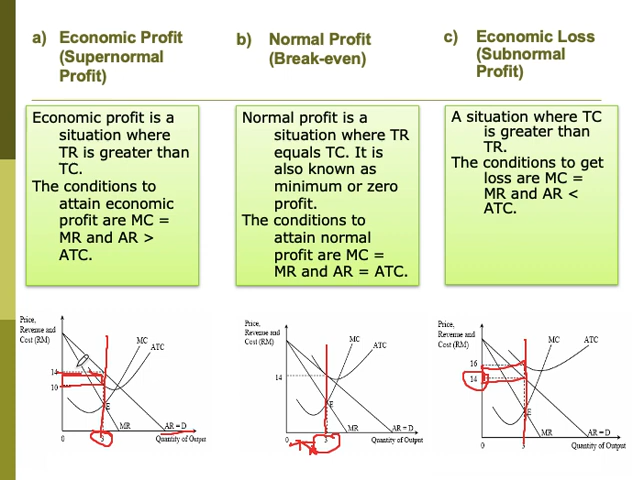 a) Economic Profit
(Supernormal
Profit)
b) Normal Profit
(Break-even)
c) Economic Loss
(Subnormal
Profit)
Economic profit is a
situation where
TR is greater than
TC.
The conditions to
attain economic
profit are MC =
MR and AR >
ATC.
Normal profit is a
situation where TR
equals TC. It is
also known as
minimum or zero
profit.
The conditions to
attain normal
profit are MC =
MR and AR = ATC.
A situation where TC
is greater than
TR.
The conditions to get
loss are MC =
MR and AR <
ATC.
Price,
Revenue and
Cost (RM)
MC
ATC
14
10
E
MR
AR = D
0
3
Quantity of Output
Price,
Revenue and
Cost (RM)
MC
ATC
14
E
MR
AR = D
0
3
Quantity of Output
Price,
Revenue and
Cost (RM)
MC
ATC
16
14
E
MR
AR = D
0
3
Quantity of Output